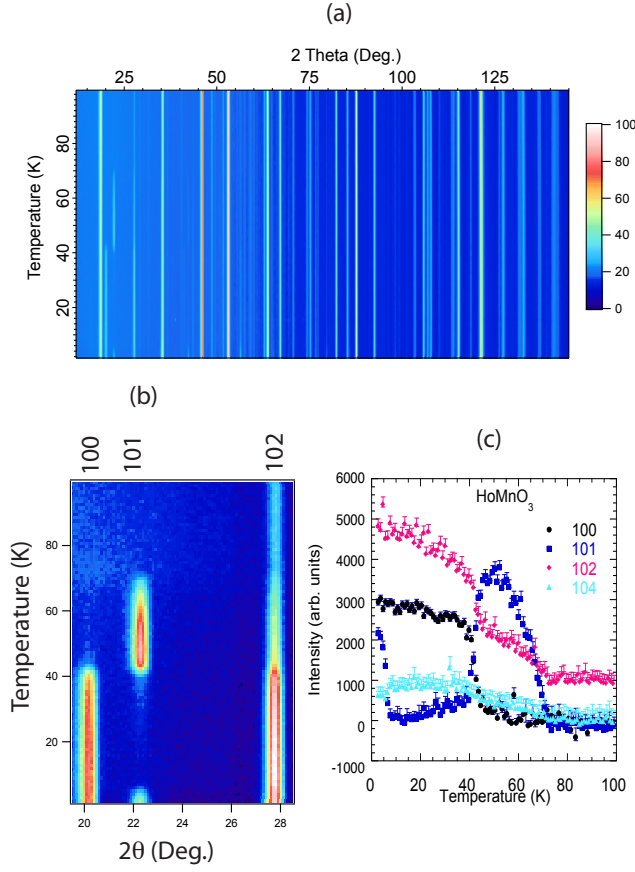 (a)
2 Theta (Deg.)
25 50 75 100 125
Temperature (K)
80
60
40
20
100
80
60
40
20
0
(b)
100 101 102
Temperature (K)
80
60
40
20
20 22 24 26 28
2θ (Deg.)
(c)
HoMnO3
100
101
102
104
Intensity (arb. units)
6000
5000
4000
3000
2000
1000
0
-1000
0 20 40 60 80 100
Temperature (K)